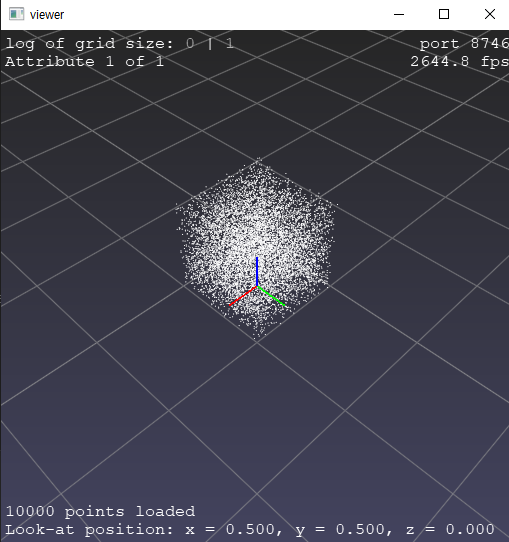 viewer
log of grid size: 0 | 1
port 8746
Attribute 1 of 1
2644.8 fps
10000 points loaded
Look-at position: x = 0.500, y = 0.500, z = 0.000